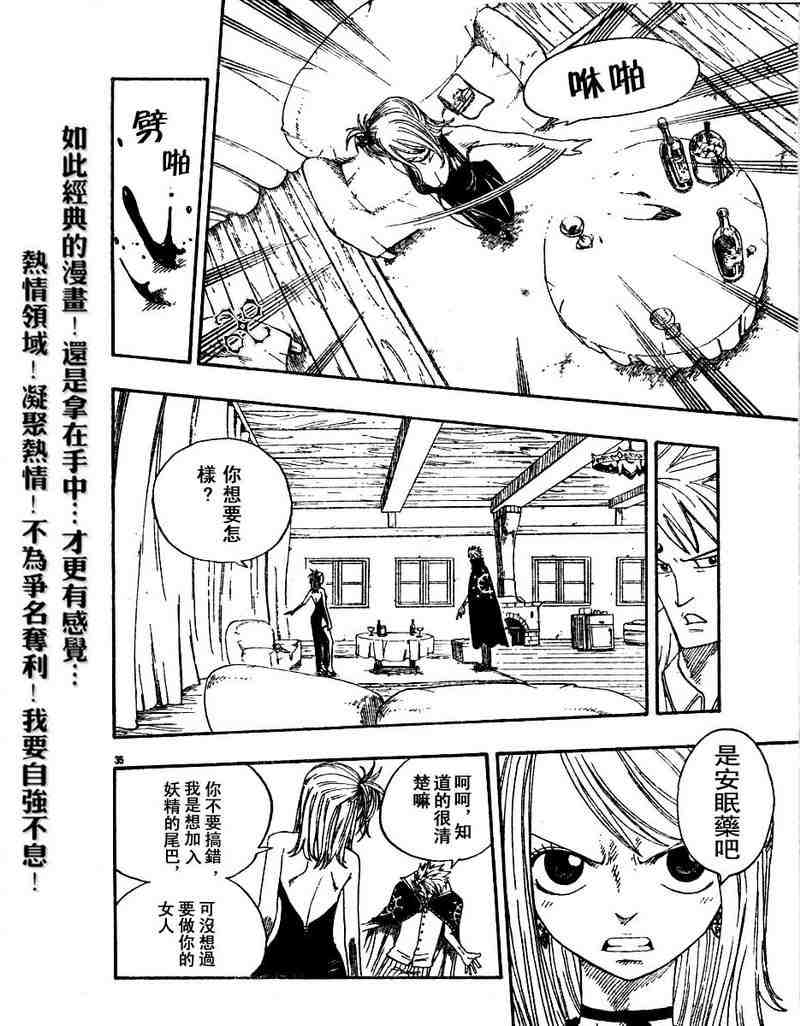 咻啪
劈啪
你想要怎
樣？
是安眠藥吧
呵呵，知
道的很清
楚嘛
你不要搞錯，
我是想加入
妖精的尾巴，
可沒想過
要做你的
女人
35
如此經典的漫畫！還是拿在手中…才更有感覺…
熱情領域！凝聚熱情！不為爭名奪利！我要自強不息！